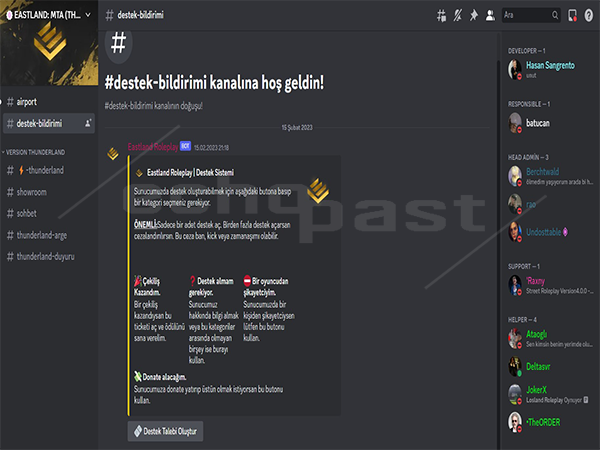 EASTLAND: MTA (TH...
# destek-bildirimi
Ara
# airport
# destek-bildirimi
VERSION THUNDERLAND
# ⚡-thunderland
# showroom
# sohbet
# thunderland-arge
# thunderland-duyuru
#
#destek-bildirimi kanalına hoş geldin!
#destek-bildirimi kanalının doğuşu!
15 Şubat 2023
Eastland Roleplay BOT 15.02.2023 21:18
Eastland Roleplay | Destek Sistemi
Sunucumuzda destek oluşturabilmek için aşağıdaki butona basıp
bir kategori seçmeniz gerekiyor.
ÖNEMLİ:Sadece bir adet destek aç. Birden fazla destek açarsan
cezalandırılırsan. Bu ceza ban, kick veya zamanaşımı olabilir.
🎉 Çekiliş
Kazandım.
Bir çekiliş
kazandıysan bu
ticketi aç ve ödülünü
sana verelim.
❓ Destek almam
gerekiyor.
Sunucumuz
hakkında bilgi almak
veya bu kategoriler
arasında olmayan
birşey ise burayı
kullan.
⛔ Bir oyuncudan
şikayetçiyim.
Sunucumuzda bir
kişiden şikayetçiysen
lütfen bu butonu
kullan.
💸 Donate alacağım.
Sunucumuza donate yatırıp üstün olmak istiyorsan bu butonu
kullan.
Destek Talebi Oluştur
DEVELOPER — 1
Hasan Sangrento
usut
RESPONSIBLE — 1
batucan
HEAD ADMIN — 3
Berchtwald
ölmedim yaşıyorum arada bi h...
rao
Undosttable
SUPPORT — 1
'Raxny
Street Roleplay Version4.0.0 -...
HELPER — 4
Ataoglı
Sen kimsin benim yerimde olu...
Deltasvr
JokerX
Losland Roleplay Oynuyor
-TheORDER
past